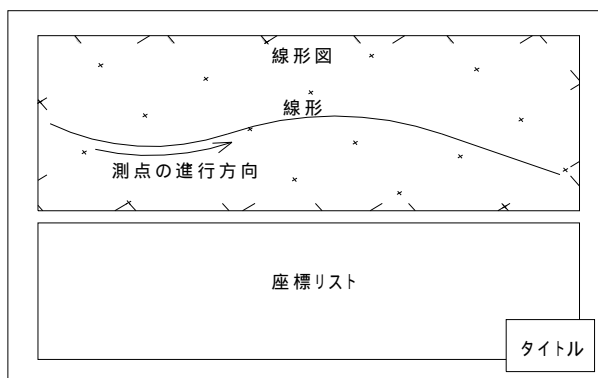 線形図
線形
測点の進行方向
座標リスト
タイトル